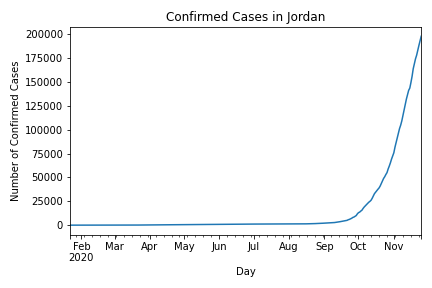 Confirmed Cases in Jordan
200000
175000
150000
125000
100000
75000
50000
25000
0
Number of Confirmed Cases
Feb Mar Apr May Jun Jul Aug Sep Oct Nov
2020
Day